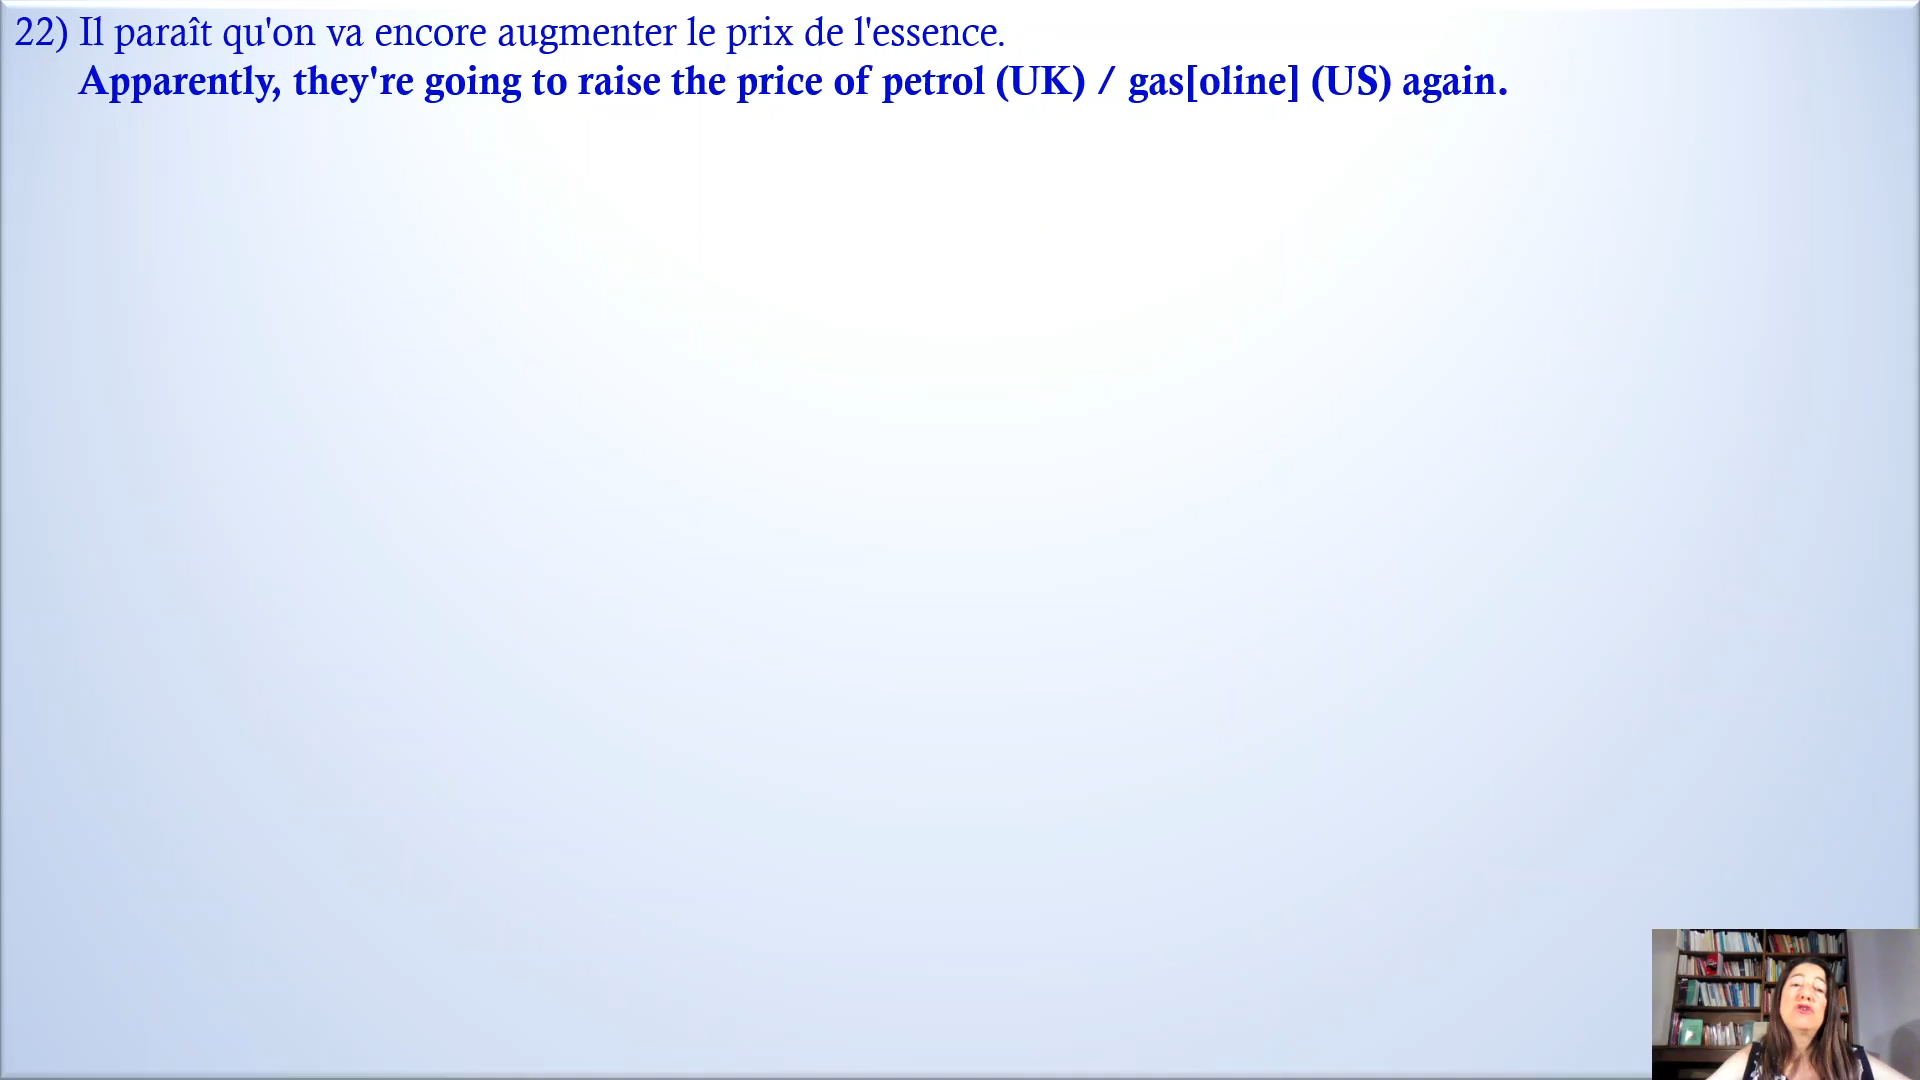 22) Il paraît qu'on va encore augmenter le prix de l'essence.
Apparently, they're going to raise the price of petrol (UK) / gas[oline] (US) again.